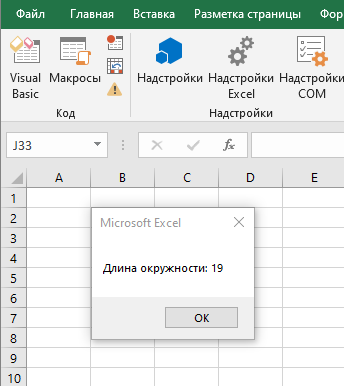 Файл Главная Вставка Разметка страницы Фор
Visual Basic Макросы Надстройки Надстройки Excel Надстройки COM
Код Надстройки
J33 fx
A B C D E
1
2
Microsoft Excel
3
4
Длина окружности: 19
5
6
OK
7
8
9
10